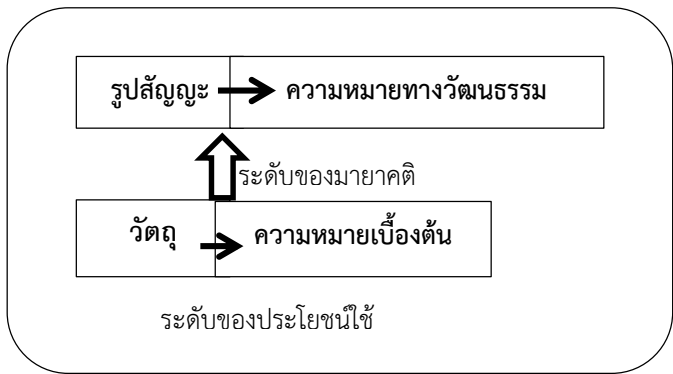 รูปสัญญะ ความหมายทางวัฒนธรรม
ระดับของมายาคติ
วัตถุ ความหมายเบื้องต้น
ระดับของประโยชน์ใช้